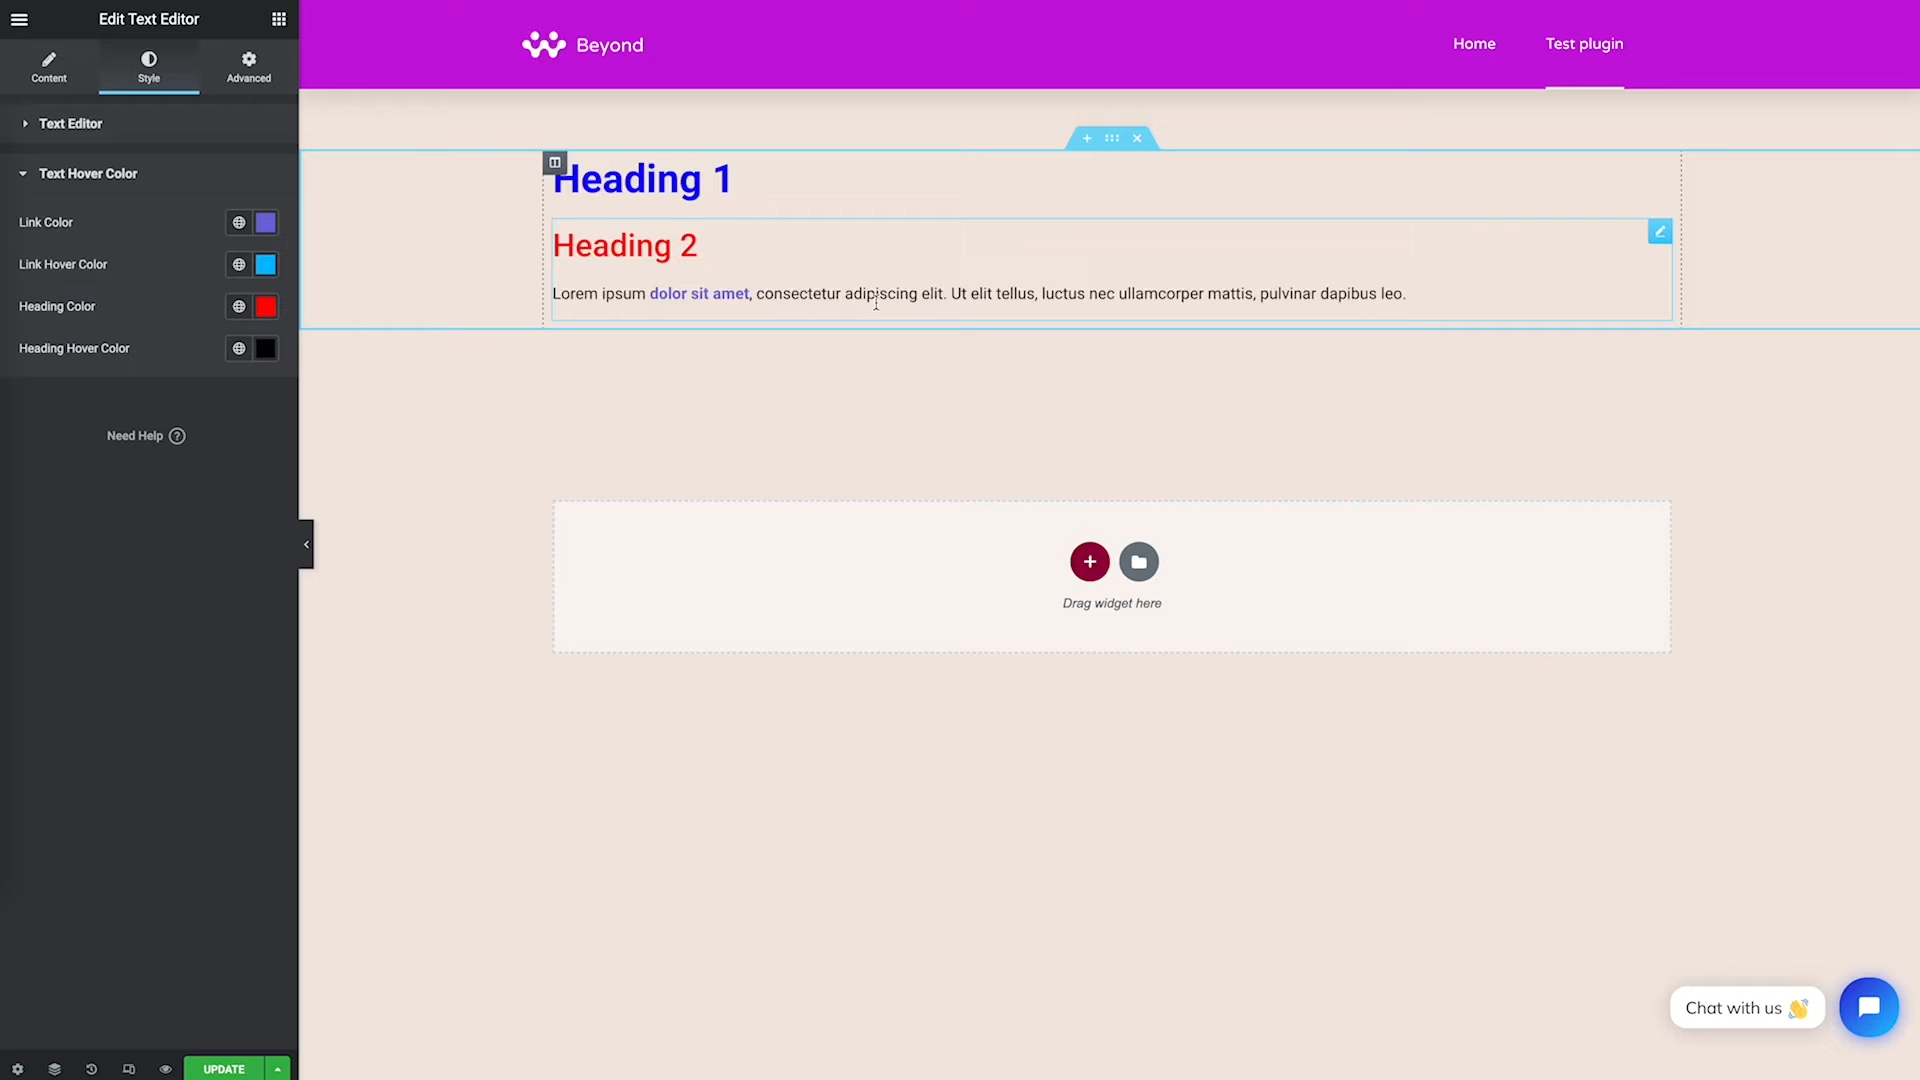 Edit Text Editor
Content
Style
Advanced
Text Editor
Text Hover Color
Link Color
Link Hover Color
Heading Color
Heading Hover Color
Need Help ?
UPDATE
Beyond
Home
Test plugin
Heading 1
Heading 2
Lorem ipsum dolor sit amet, consectetur adipiscing elit. Ut elit tellus, luctus nec ullamcorper mattis, pulvinar dapibus leo.
Drag widget here
Chat with us 👋